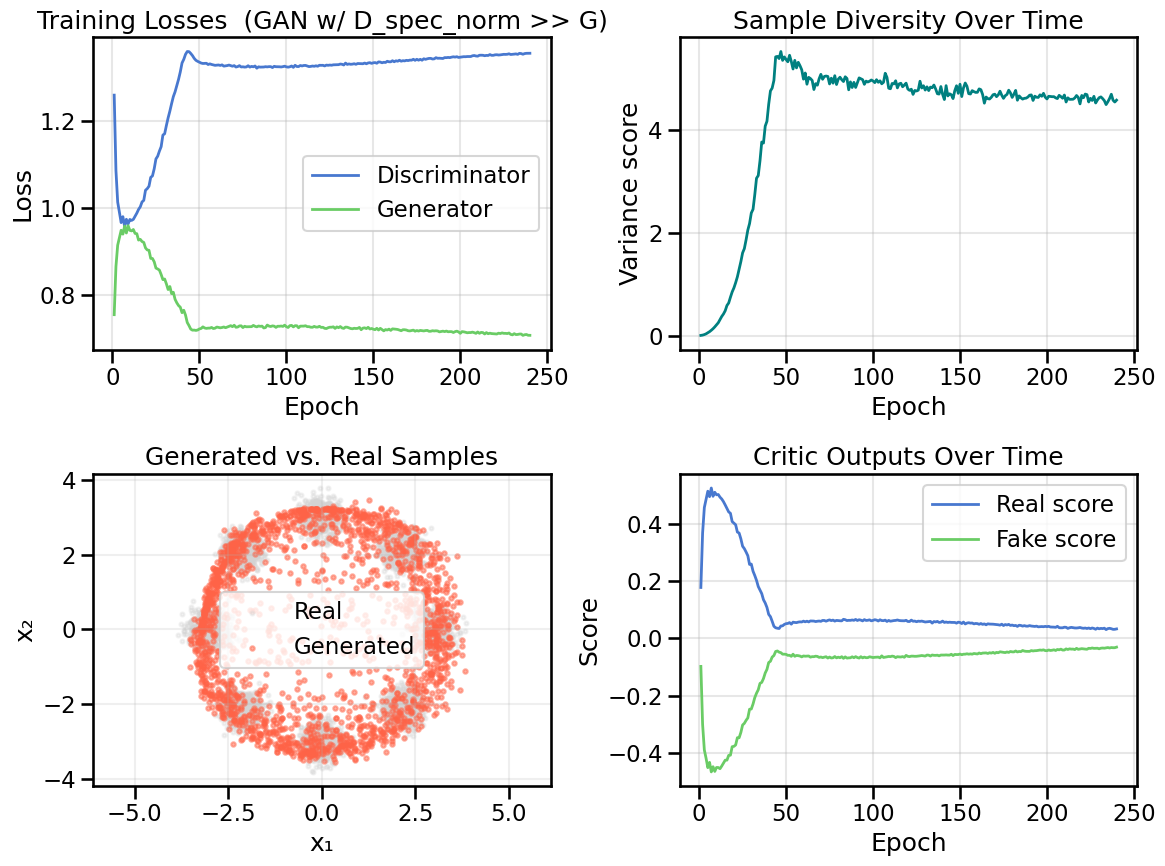 Training Losses  (GAN w/ D_spec_norm >> G)
Loss
1.2
1.0
0.8
Discriminator
Generator
0 50 100 150 200 250
Epoch
Sample Diversity Over Time
Variance score
4
2
0
0 50 100 150 200 250
Epoch
Generated vs. Real Samples
x₂
4
2
0
−2
−4
Real
Generated
−5.0 −2.5 0.0 2.5 5.0
x₁
Critic Outputs Over Time
Score
0.4
0.2
0.0
−0.2
−0.4
Real score
Fake score
0 50 100 150 200 250
Epoch